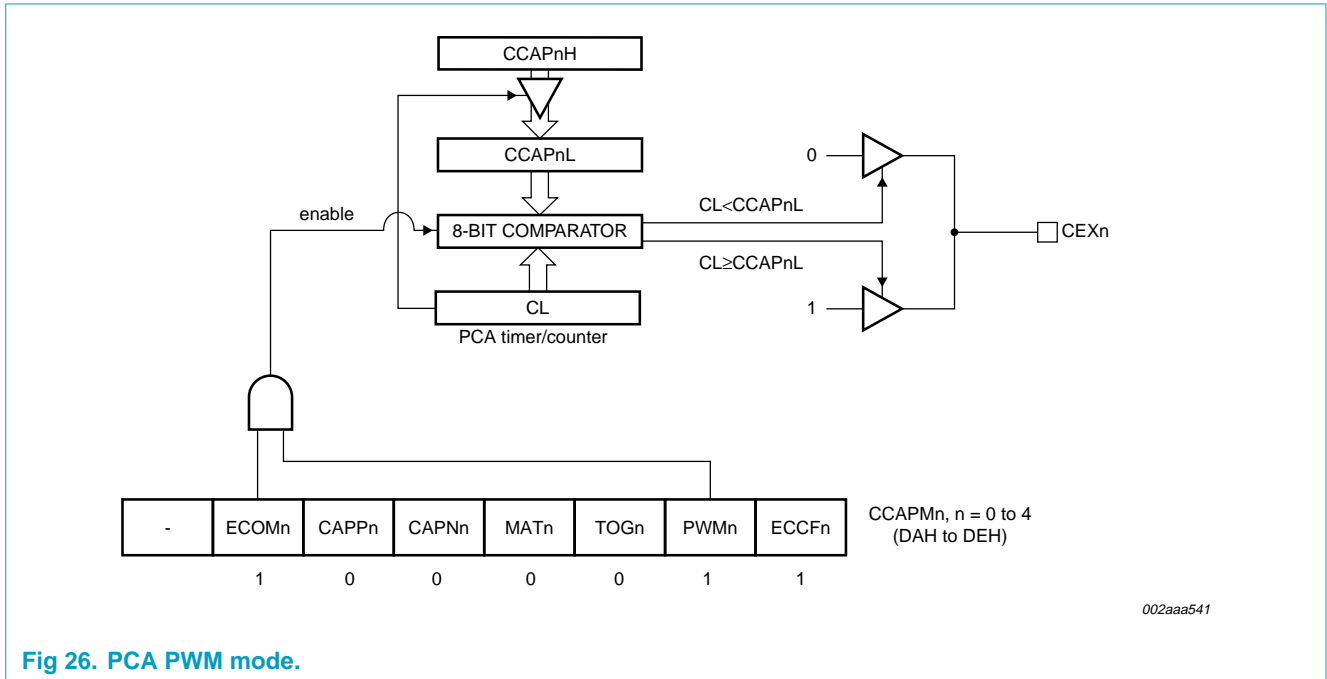 CCAPnH
CCAPnL
0
CL<CCAPnL
enable
8-BIT COMPARATOR
CEXn
CL≥CCAPnL
CL
1
PCA timer/counter
- ECOMn CAPPn CAPNn MATn TOGn PWMn ECCFn
CCAPMn, n = 0 to 4
(DAH to DEH)
1 0 0 0 0 1 1
002aaa541
Fig 26. PCA PWM mode.